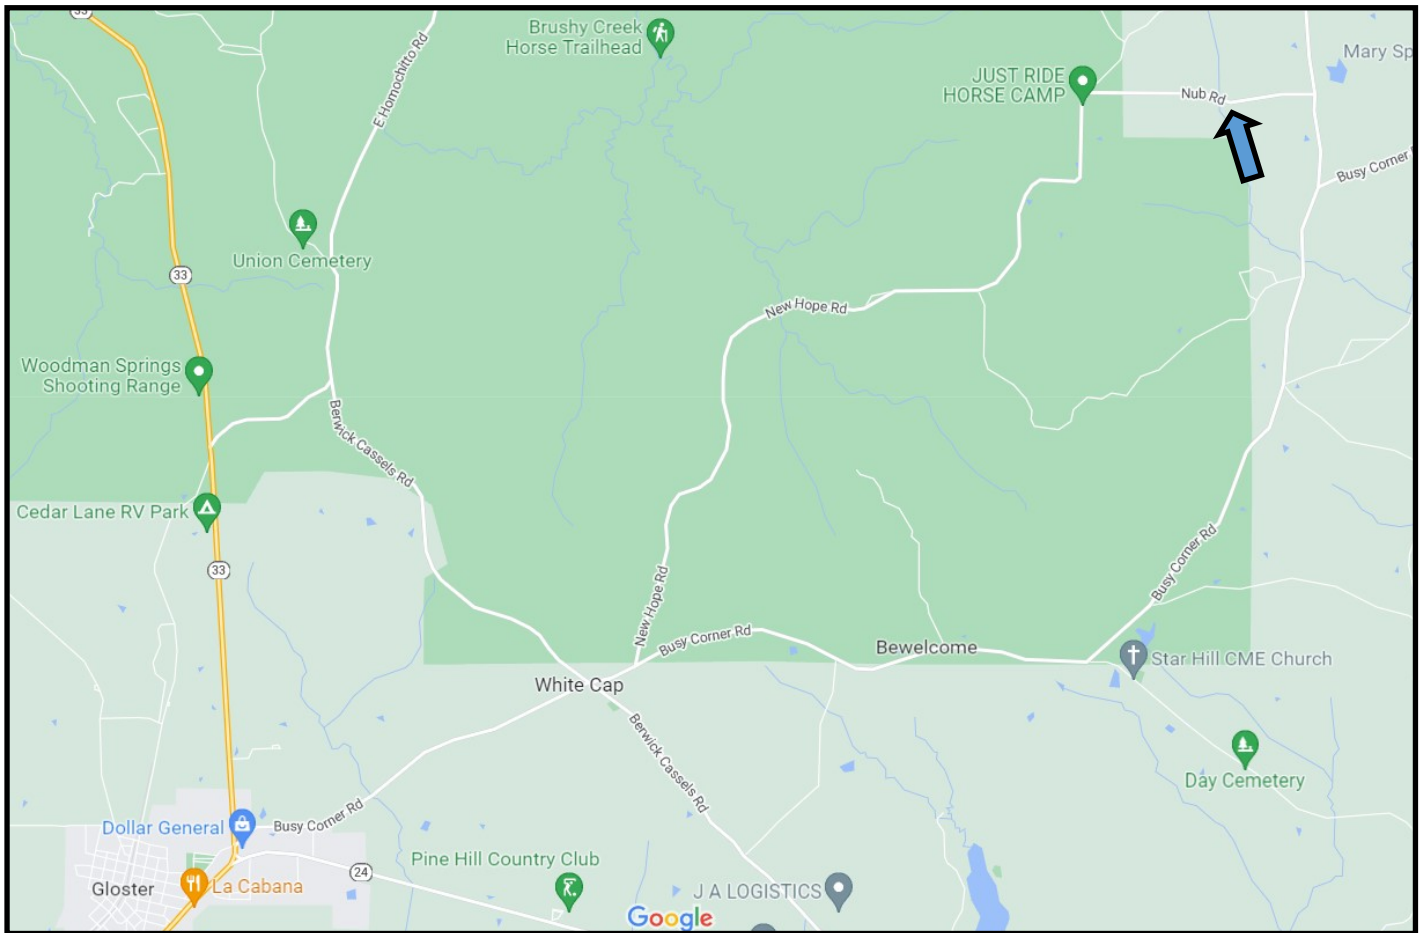 33
Brushy Creek
Horse Trailhead
E Homochitto Rd
Mary Sp
JUST RIDE
HORSE CAMP
Nub Rd
Busy Corner
Union Cemetery
33
New Hope Rd
Woodman Springs
Shooting Range
Berwick Cassels Rd
Cedar Lane RV Park
33
Busy Corner Rd
New Hope Rd
Busy Corner Rd
Bewelcome
Star Hill CME Church
White Cap
Berwick Cassels Rd
Day Cemetery
Dollar General
Busy Corner Rd
Pine Hill Country Club
24
Gloster
La Cabana
J A LOGISTICS
Google